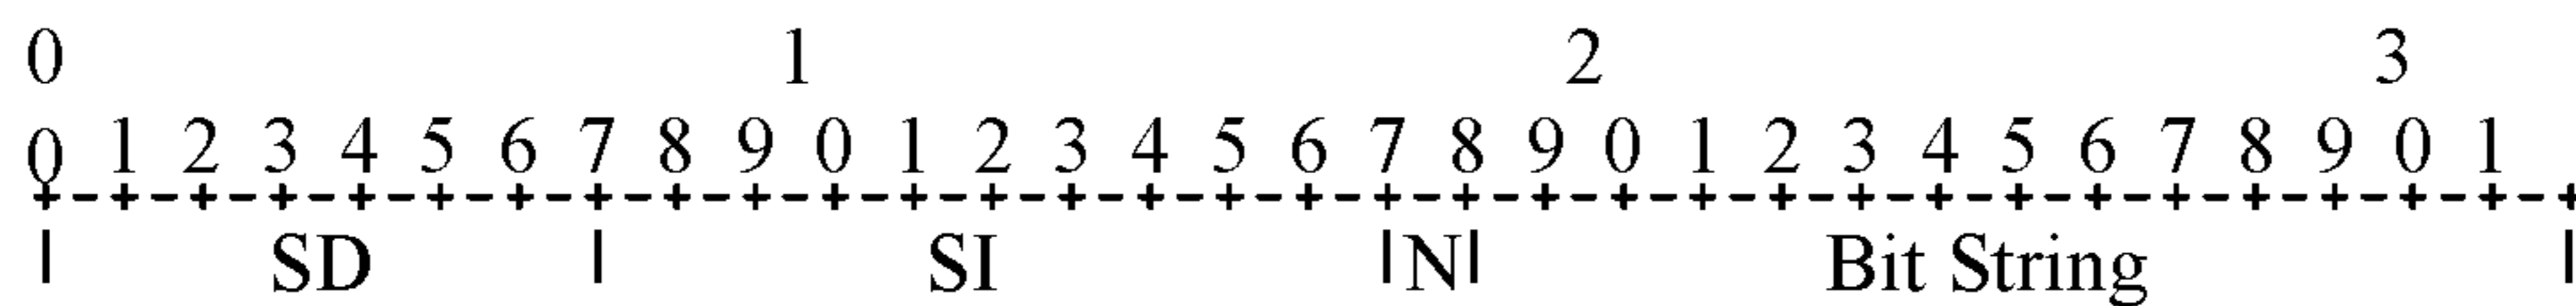 0 1 2 3
0 1 2 3 4 5 6 7 8 9 0 1 2 3 4 5 6 7 8 9 0 1 2 3 4 5 6 7 8 9 0 1
+-+-+-+-+-+-+-+-+-+-+-+-+-+-+-+-+-+-+-+-+-+-+-+-+-+-+-+-+-+-+-+-+
| SD | SI |N| Bit String |